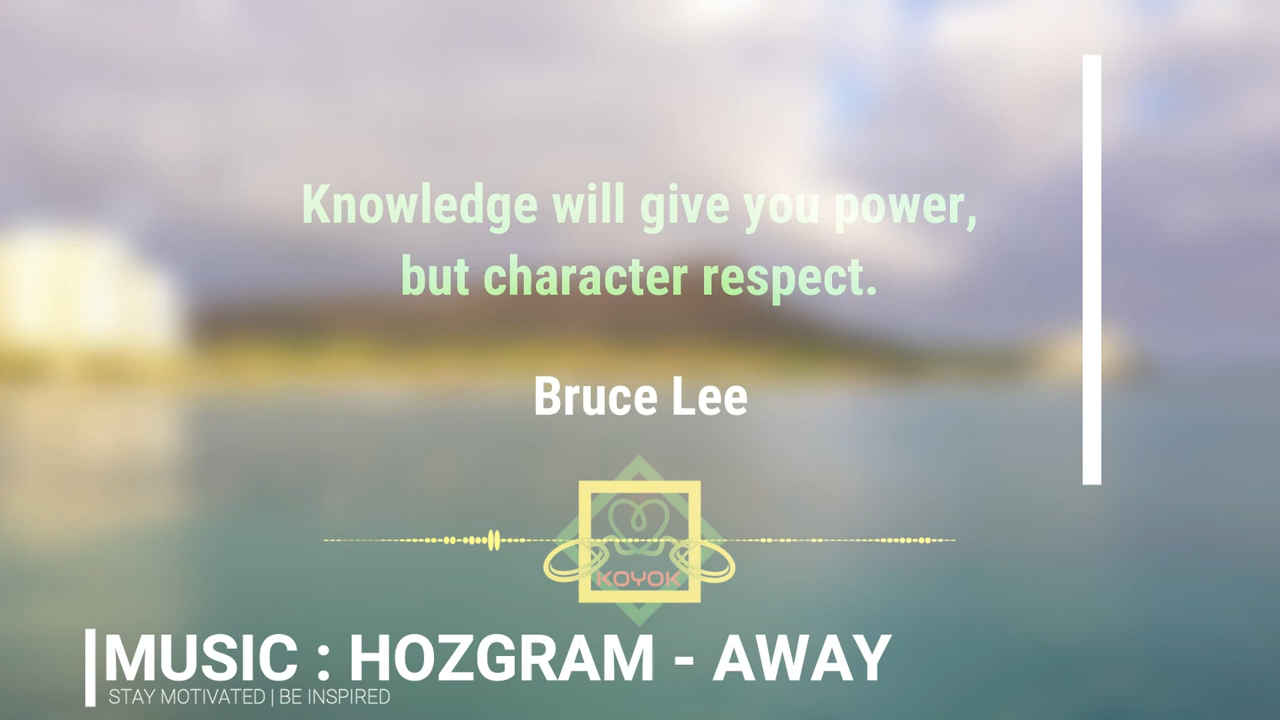 Knowledge will give you power,
but character respect.
Bruce Lee
KOYOK
MUSIC : HOZGRAM - AWAY
STAY MOTIVATED | BE INSPIRED